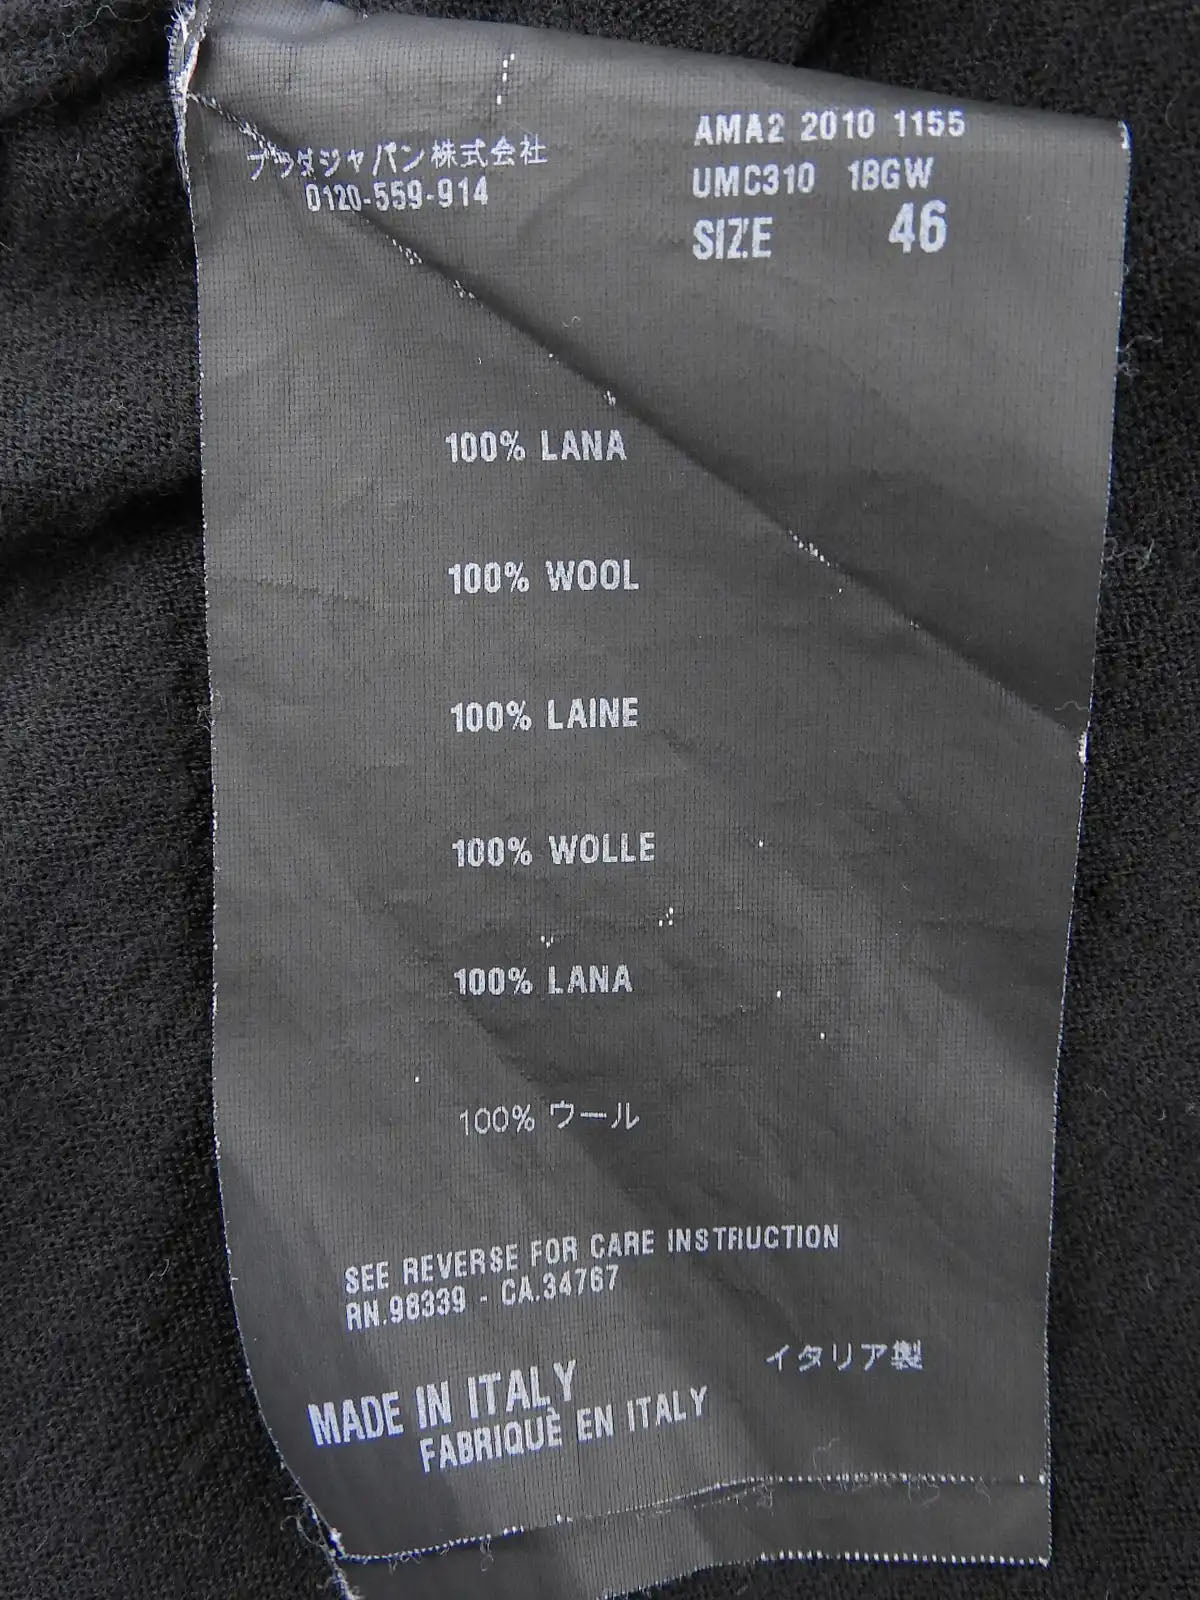 プラダジャパン株式会社
0120-559-914
AMA2 2010 1155
UMC310 1BGW
SIZE 46
100% LANA
100% WOOL
100% LAINE
100% WOLLE
100% LANA
100% ウール
SEE REVERSE FOR CARE INSTRUCTION
RN.98339 - CA.34767
イタリア製
MADE IN ITALY
FABRIQUÈ EN ITALY